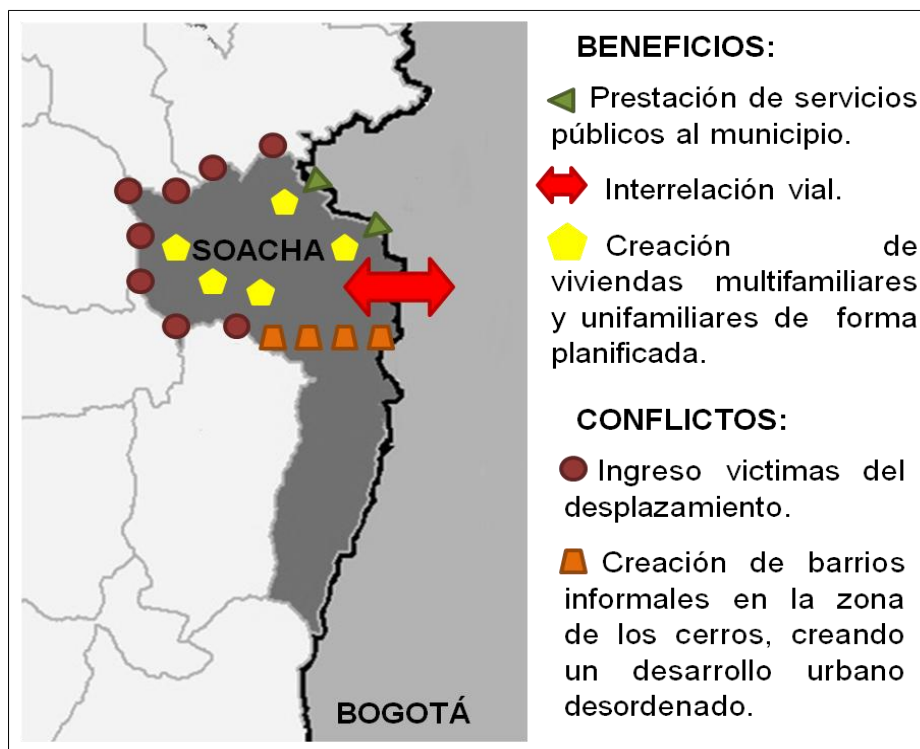 SOACHA
BOGOTÁ
BENEFICIOS:
Prestación de servicios
públicos al municipio.
Interrelación vial.
Creación de
viviendas multifamiliares
y unifamiliares de forma
planificada.
CONFLICTOS:
Ingreso victimas del
desplazamiento.
Creación de barrios
informales en la zona
de los cerros, creando
un desarrollo urbano
desordenado.